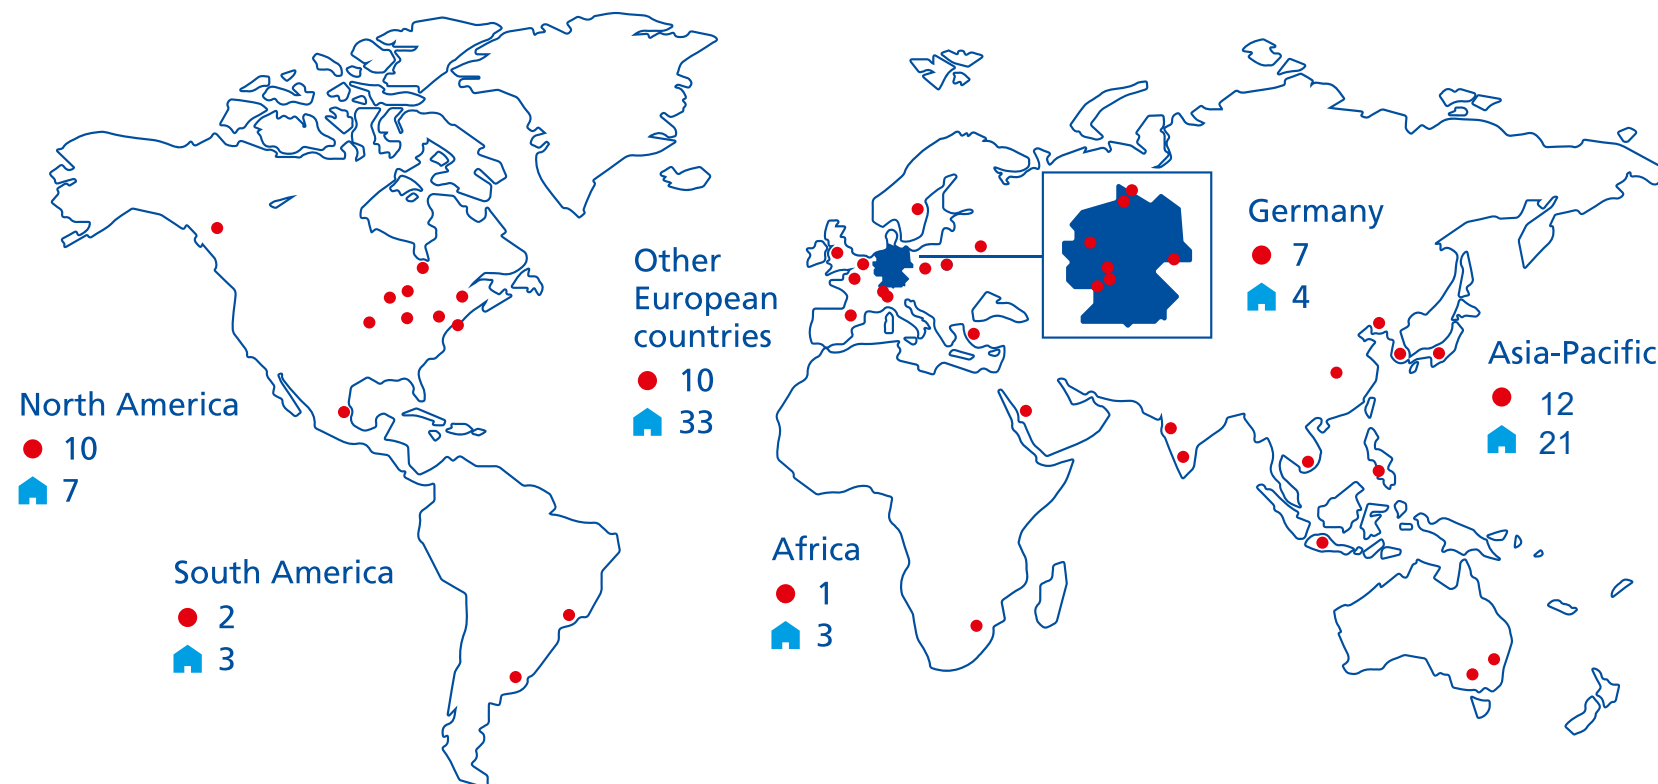 North America
10
7
South America
2
3
Other
European
countries
10
33
Africa
1
3
Germany
7
4
Asia-Pacific
12
21